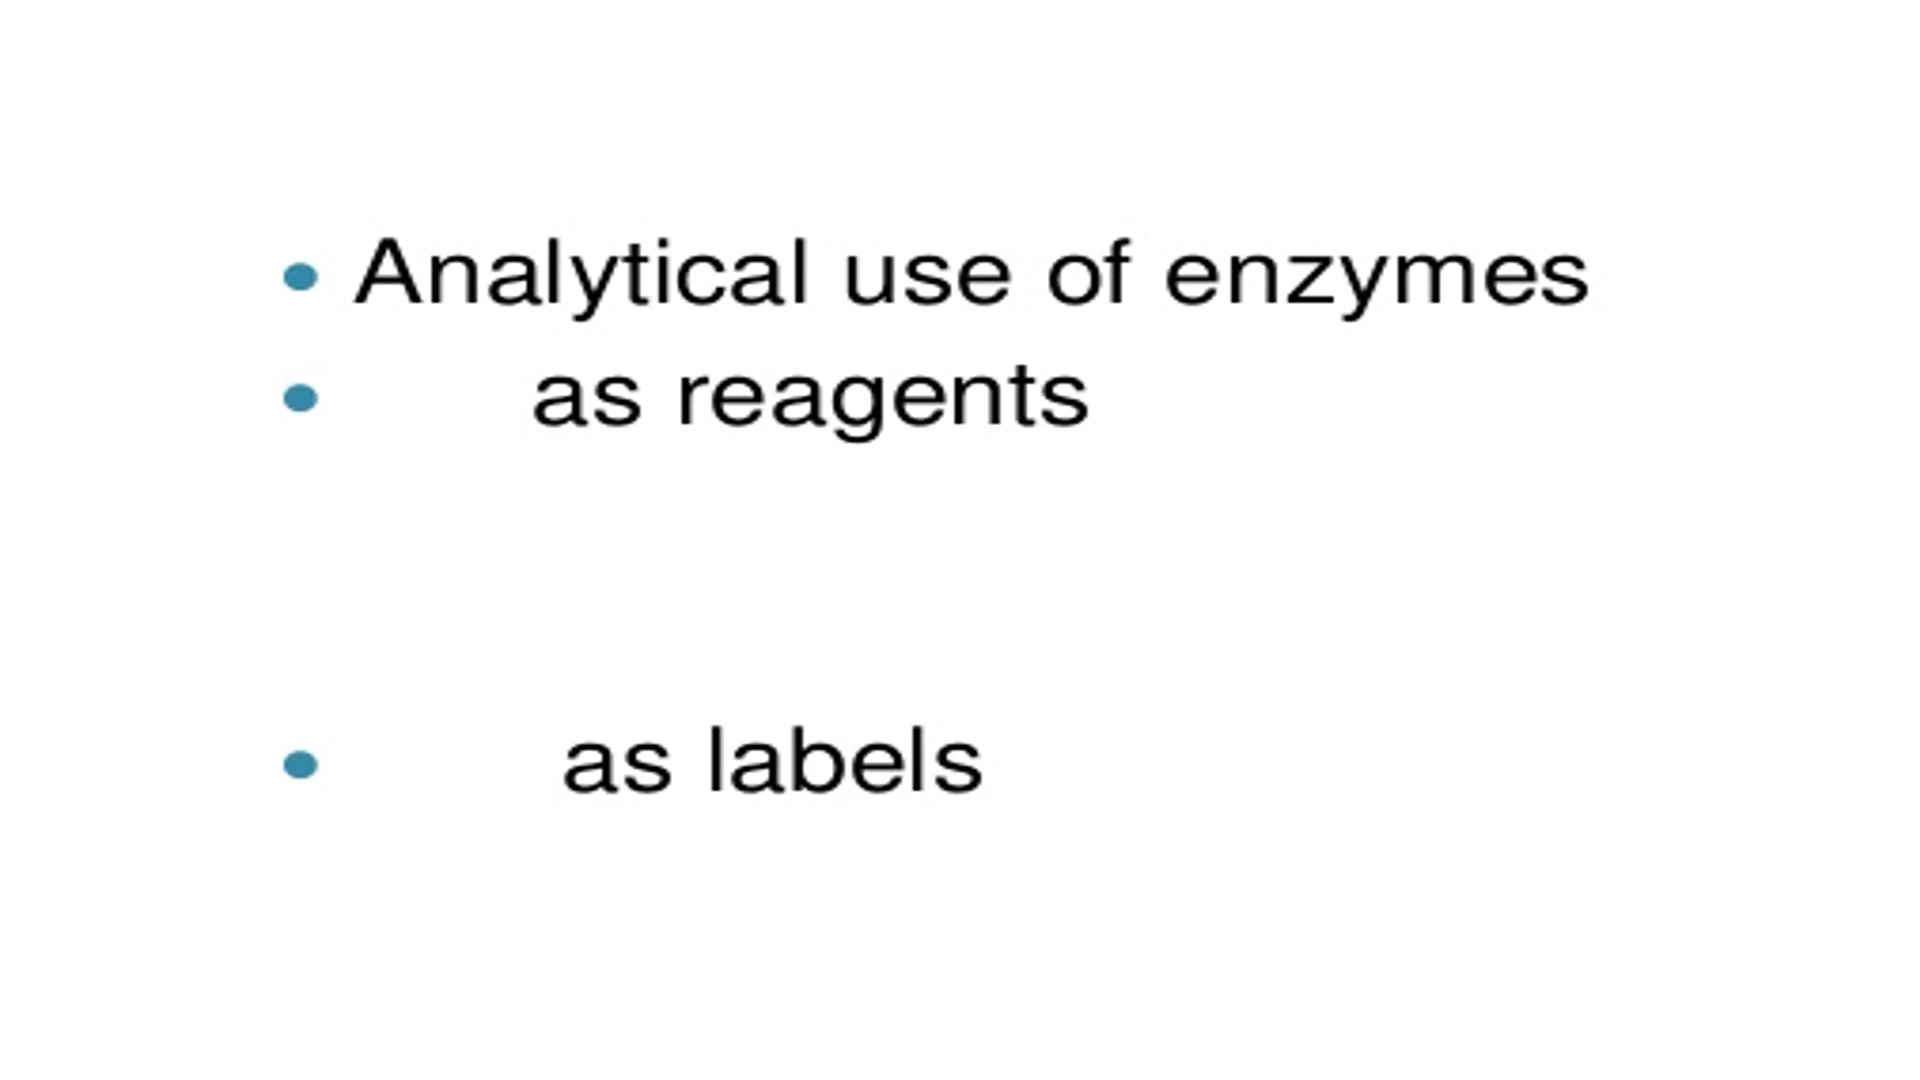 • Analytical use of enzymes
• as reagents
• as labels